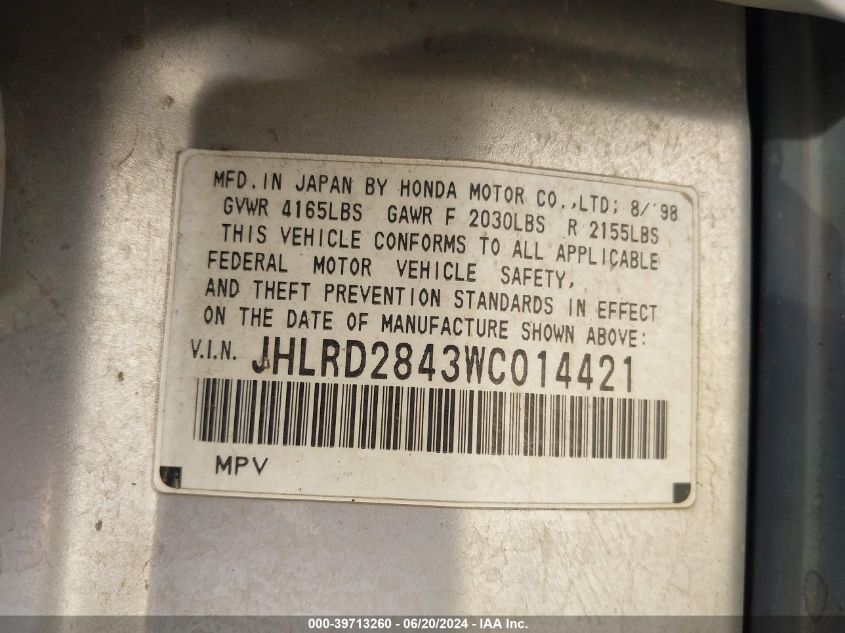 MFD. IN JAPAN BY HONDA MOTOR CO.,LTD; 8/'98
GVWR 4165LBS GAWR F 2030LBS R 2155LBS
THIS VEHICLE CONFORMS TO ALL APPLICABLE
FEDERAL MOTOR VEHICLE SAFETY,
AND THEFT PREVENTION STANDARDS IN EFFECT
ON THE DATE OF MANUFACTURE SHOWN ABOVE:
V.I.N. JHLRD2843WC014421
MPV
000-39713260 / 06/20/2024 - IAA Inc.